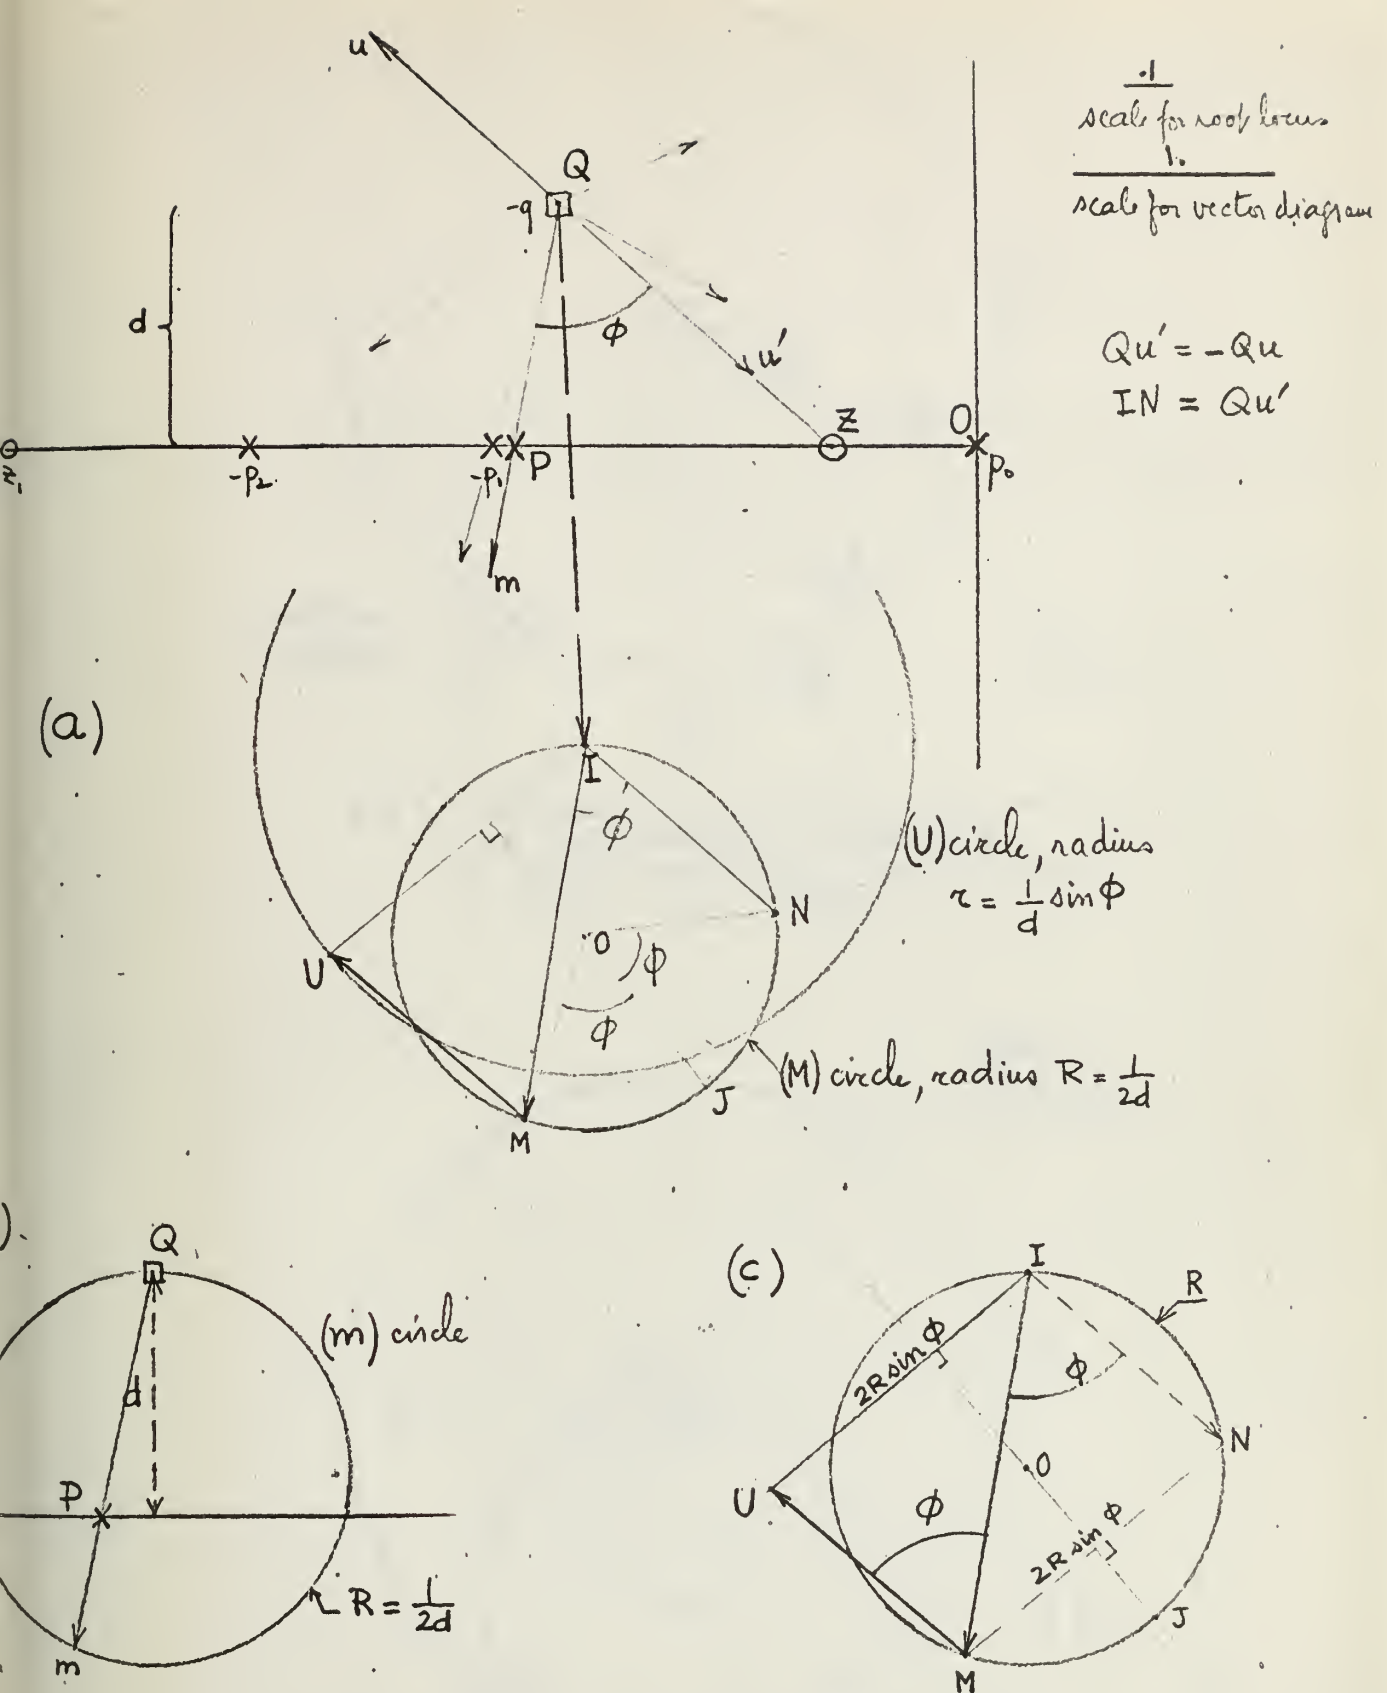 u
.1
scale for root locus
1.
scale for vector diagram
Q
-q
d
ϕ
u'
Qu' = -Qu
IN = Qu'
z₁
-p₂
-p₁
P
Z
O
p₀
m
(a)
I
ϕ
(U) circle, radius
r = 1/d sin ϕ
N
O
ϕ
U
ϕ
J
(M) circle, radius R = 1/2d
M
)
Q
(m) circle
d
P
R = 1/2d
m
(c)
I
R
2R sin ϕ
ϕ
N
O
U
ϕ
2R sin ϕ
J
M